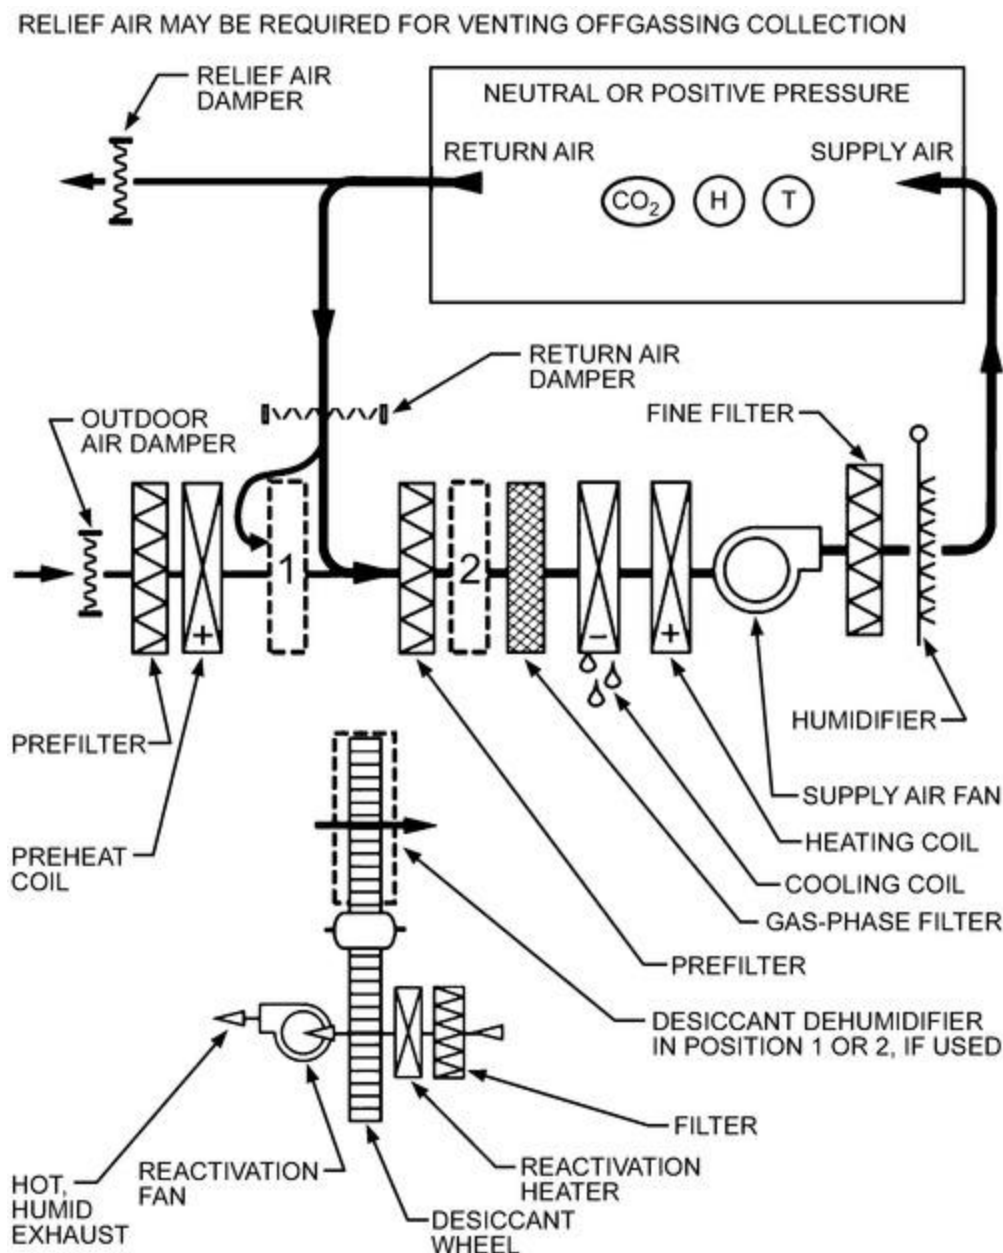 RELIEF AIR MAY BE REQUIRED FOR VENTING OFFGASSING COLLECTION
RELIEF AIR
DAMPER
NEUTRAL OR POSITIVE PRESSURE
RETURN AIR
SUPPLY AIR
CO₂
H
T
RETURN AIR
DAMPER
OUTDOOR
AIR DAMPER
FINE FILTER
1
2
+
−
+
PREFILTER
HUMIDIFIER
SUPPLY AIR FAN
PREHEAT
COIL
HEATING COIL
COOLING COIL
GAS-PHASE FILTER
PREFILTER
DESICCANT DEHUMIDIFIER
IN POSITION 1 OR 2, IF USED
FILTER
HOT,
HUMID
EXHAUST
REACTIVATION
FAN
REACTIVATION
HEATER
DESICCANT
WHEEL